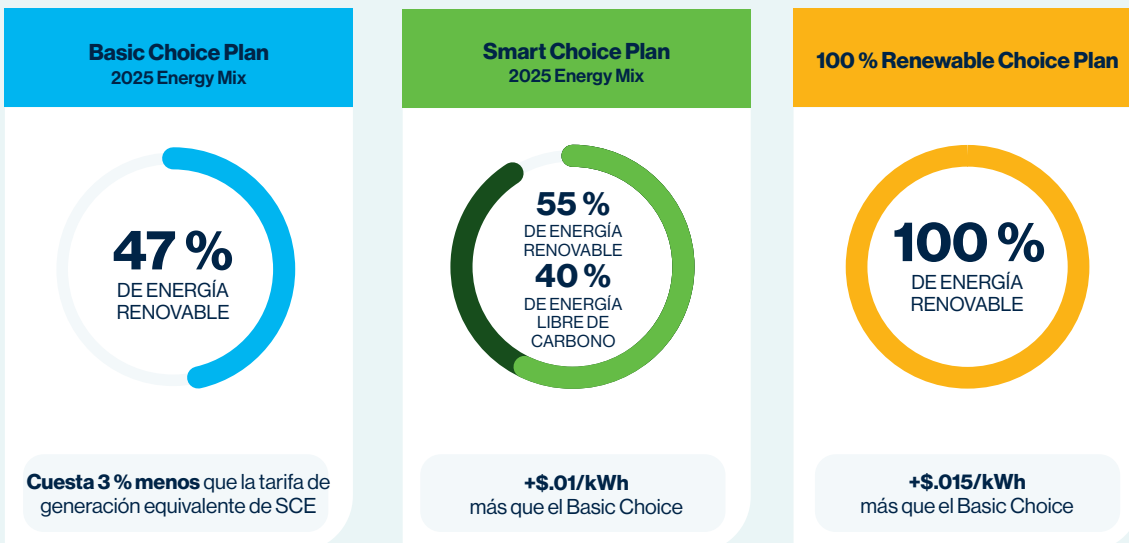 Basic Choice Plan
2025 Energy Mix
47 %
DE ENERGÍA
RENOVABLE
Cuesta 3 % menos que la tarifa de
generación equivalente de SCE
Smart Choice Plan
2025 Energy Mix
55 %
DE ENERGÍA
RENOVABLE
40 %
DE ENERGÍA
LIBRE DE
CARBONO
+$.01/kWh
más que el Basic Choice
100 % Renewable Choice Plan
100 %
DE ENERGÍA
RENOVABLE
+$.015/kWh
más que el Basic Choice